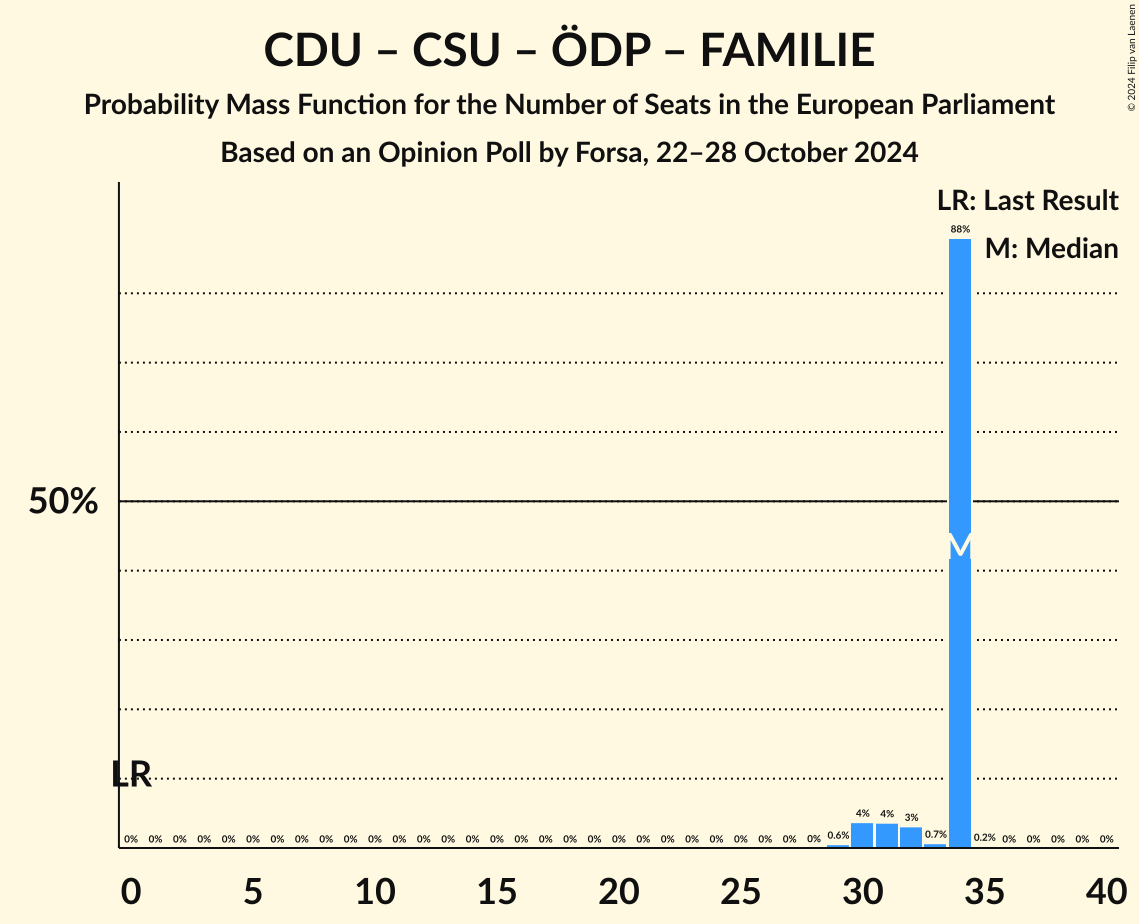 CDU – CSU – ÖDP – FAMILIE
Probability Mass Function for the Number of Seats in the European Parliament
Based on an Opinion Poll by Forsa, 22–28 October 2024
© 2024 Filip van Laenen
LR: Last Result
M: Median
88%
50%
M
LR
0% 0% 0% 0% 0% 0% 0% 0% 0% 0% 0% 0% 0% 0% 0% 0% 0% 0% 0% 0% 0% 0% 0% 0% 0% 0% 0% 0% 0% 0.6% 4% 4% 3% 0.7% 0.2% 0% 0% 0% 0% 0%
0 5 10 15 20 25 30 35 40